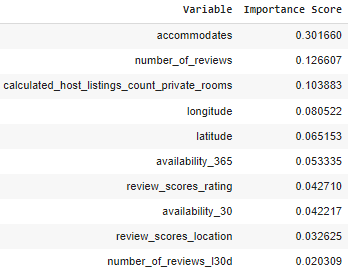 Variable Importance Score
accommodates 0.301660
number_of_reviews 0.126607
calculated_host_listings_count_private_rooms 0.103883
longitude 0.080522
latitude 0.065153
availability_365 0.053335
review_scores_rating 0.042710
availability_30 0.042217
review_scores_location 0.032625
number_of_reviews_l30d 0.020309